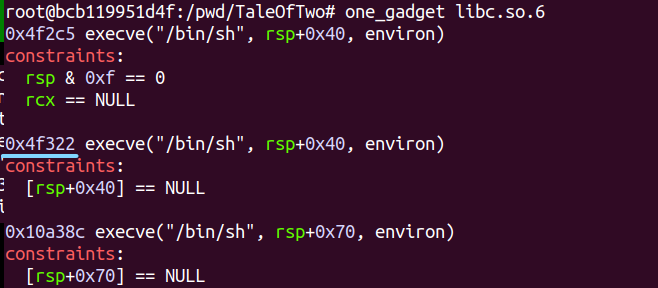 root@bcb119951d4f:/pwd/TaleOfTwo# one_gadget libc.so.6
0x4f2c5 execve("/bin/sh", rsp+0x40, environ)
constraints:
  rsp & 0xf == 0
  rcx == NULL
0x4f322 execve("/bin/sh", rsp+0x40, environ)
constraints:
  [rsp+0x40] == NULL
0x10a38c execve("/bin/sh", rsp+0x70, environ)
constraints:
  [rsp+0x70] == NULL